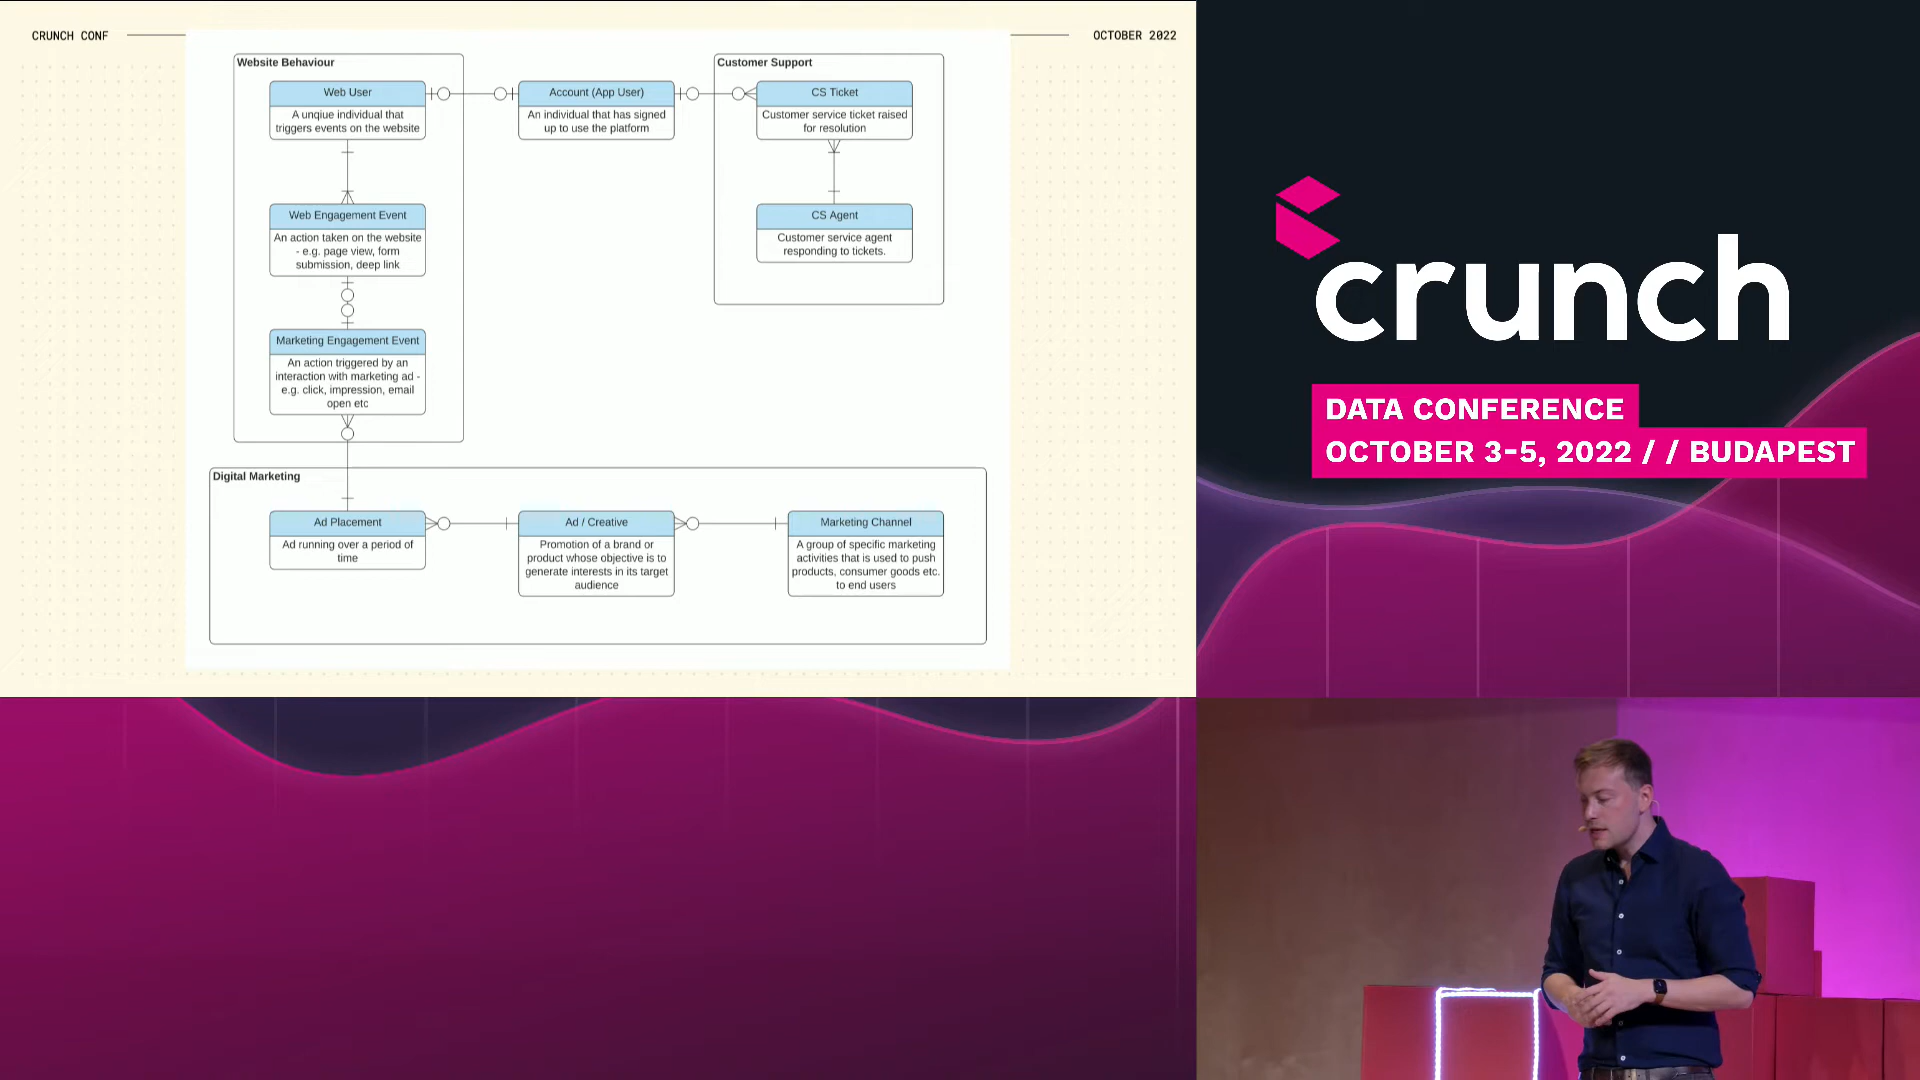 CRUNCH CONF
OCTOBER 2022
Website Behaviour
Web User
A unqiue individual that
triggers events on the website
Web Engagement Event
An action taken on the website
- e.g. page view, form
submission, deep link
Marketing Engagement Event
An action triggered by an
interaction with marketing ad -
e.g. click, impression, email
open etc
Account (App User)
An individual that has signed
up to use the platform
Customer Support
CS Ticket
Customer service ticket raised
for resolution
CS Agent
Customer service agent
responding to tickets.
Digital Marketing
Ad Placement
Ad running over a period of
time
Ad / Creative
Promotion of a brand or
product whose objective is to
generate interests in its target
audience
Marketing Channel
A group of specific marketing
activities that is used to push
products, consumer goods etc.
to end users
crunch
DATA CONFERENCE
OCTOBER 3-5, 2022 // BUDAPEST